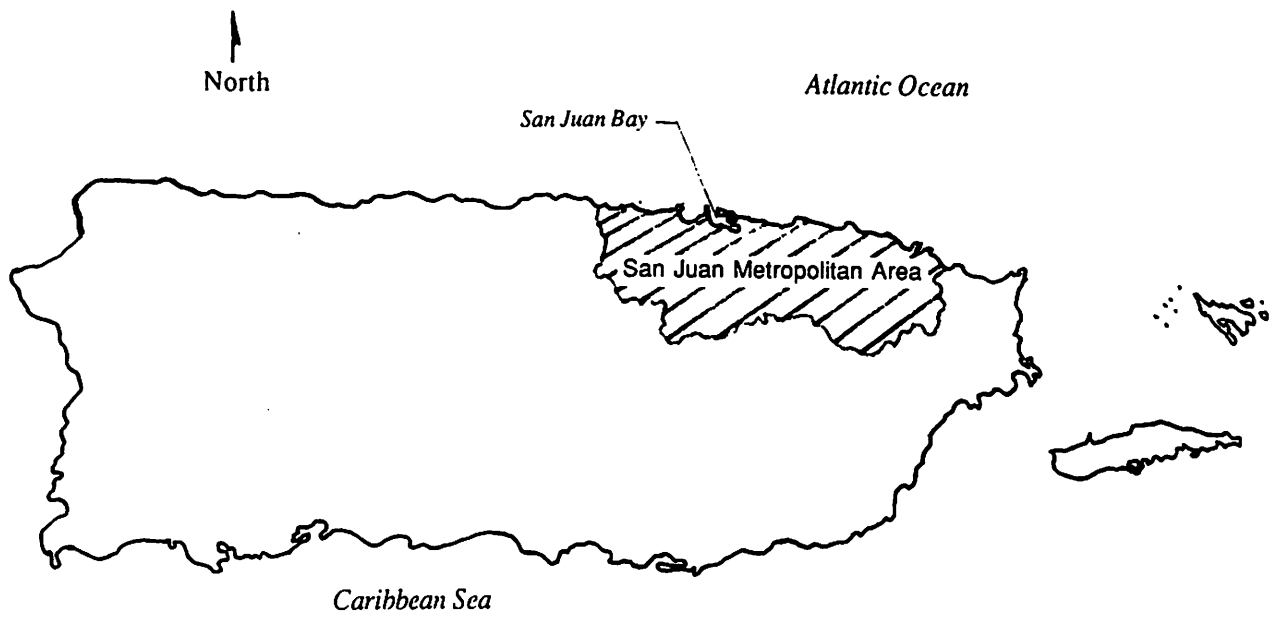 North
Atlantic Ocean
San Juan Bay
San Juan Metropolitan Area
Caribbean Sea